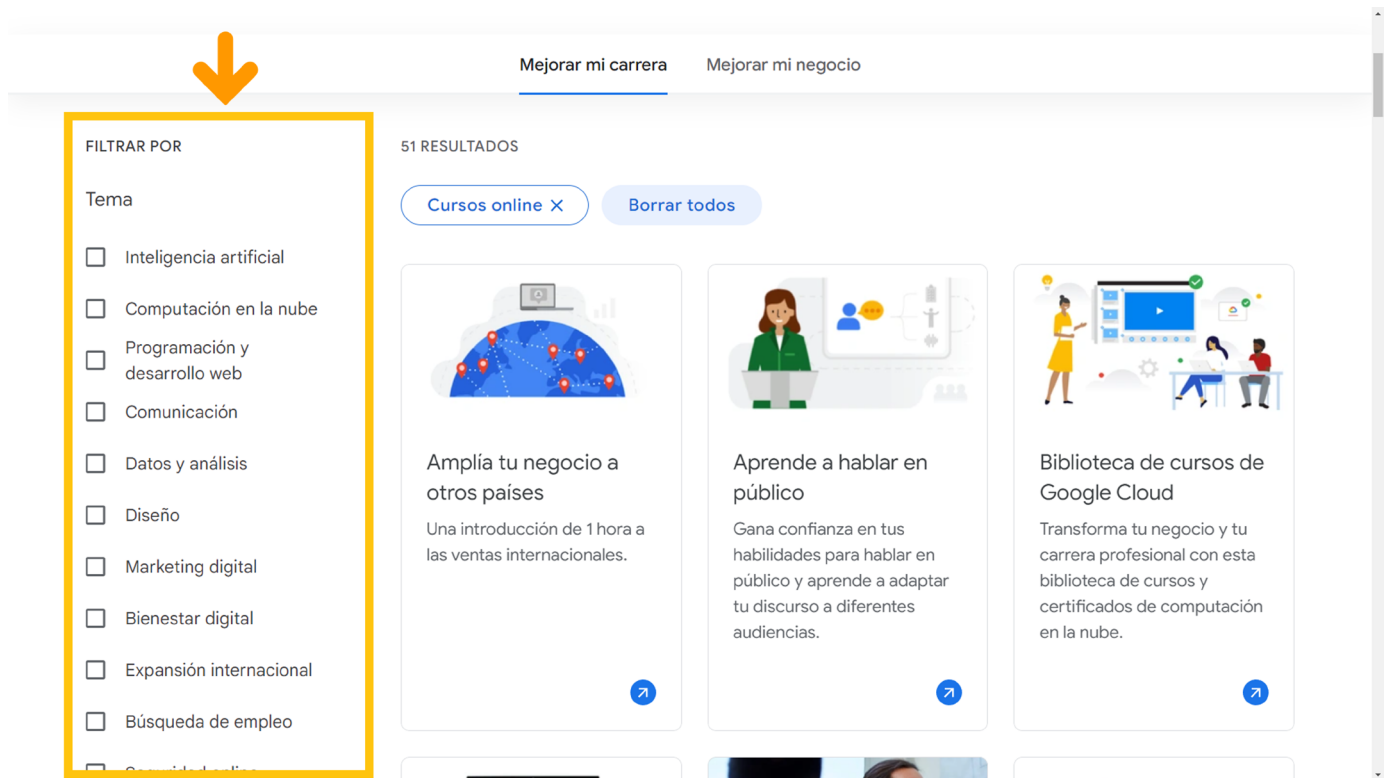 Mejorar mi carrera
Mejorar mi negocio
FILTRAR POR
Tema
Inteligencia artificial
Computación en la nube
Programación y
desarrollo web
Comunicación
Datos y análisis
Diseño
Marketing digital
Bienestar digital
Expansión internacional
Búsqueda de empleo
51 RESULTADOS
Cursos online
Borrar todos
Amplía tu negocio a
otros países
Una introducción de 1 hora a
las ventas internacionales.
Aprende a hablar en
público
Gana confianza en tus
habilidades para hablar en
público y aprende a adaptar
tu discurso a diferentes
audiencias.
Biblioteca de cursos de
Google Cloud
Transforma tu negocio y tu
carrera profesional con esta
biblioteca de cursos y
certificados de computación
en la nube.